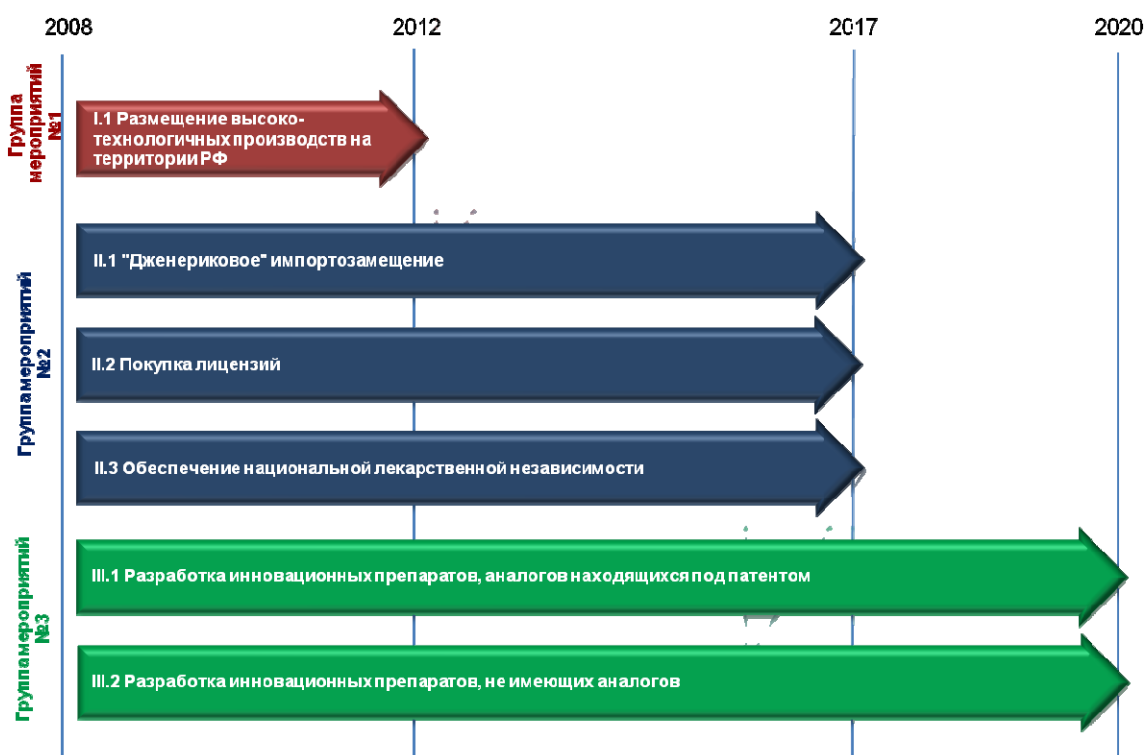 2008 2012 2017 2020
Группа
мероприятий
№1
I.1 Размещение высоко-
технологичных производств на
территории РФ
Группа мероприятий
№2
II.1 "Дженериковое" импортозамещение
II.2 Покупка лицензий
II.3 Обеспечение национальной лекарственной независимости
Группа мероприятий
№3
III.1 Разработка инновационных препаратов, аналогов находящихся под патентом
III.2 Разработка инновационных препаратов, не имеющих аналогов